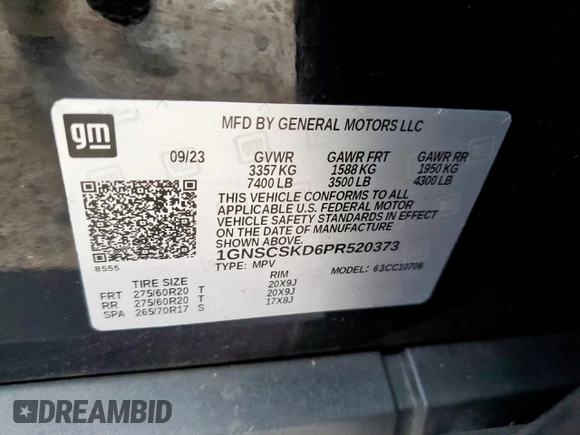 gm
MFD BY GENERAL MOTORS LLC
09/23 GVWR GAWR FRT GAWR RR
3357 KG 1588 KG 1950 KG
7400 LB 3500 LB 4300 LB
THIS VEHICLE CONFORMS TO ALL
APPLICABLE U.S. FEDERAL MOTOR
VEHICLE SAFETY STANDARDS IN EFFECT
ON THE DATE OF MANUFACTURE
SHOWN ABOVE.
1GNSCSKD6PR520373
8555
TYPE: MPV MODEL: 63CC10706
TIRE SIZE RIM
FRT 275/60R20 T 20X9J
RR 275/60R20 T 20X9J
SPA 265/70R17 S 17X8J
DREAMBID